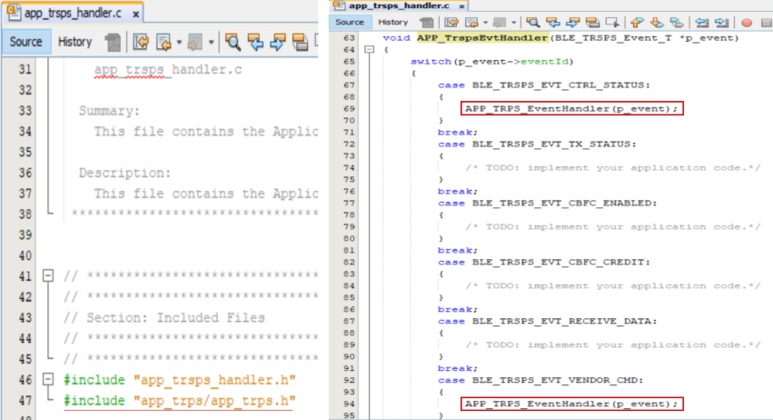 app_trsps_handler.c x
Source History
31 app_trsps_handler.c
32
33 Summary:
34 This file contains the Applic
35
36 Description:
37 This file contains the Applic
38 *********************************
39
40
41 // ******************************
42 // ******************************
43 // Section: Included Files
44 // ******************************
45 // ******************************
46 #include "app_trsps_handler.h"
47 #include "app_trps/app_trps.h"
app_trsps_handler.c x
Source History
63 void APP_TrspsEvtHandler(BLE_TRSPS_Event_T *p_event)
64 {
65 switch(p_event->eventId)
66 {
67 case BLE_TRSPS_EVT_CTRL_STATUS:
68 {
69 APP_TRPS_EventHandler(p_event);
70 }
71 break;
72 case BLE_TRSPS_EVT_TX_STATUS:
73 {
74 /* TODO: implement your application code.*/
75 }
76 break;
77 case BLE_TRSPS_EVT_CBFC_ENABLED:
78 {
79 /* TODO: implement your application code.*/
80 }
81 break;
82 case BLE_TRSPS_EVT_CBFC_CREDIT:
83 {
84 /* TODO: implement your application code.*/
85 }
86 break;
87 case BLE_TRSPS_EVT_RECEIVE_DATA:
88 {
89 /* TODO: implement your application code.*/
90 }
91 break;
92 case BLE_TRSPS_EVT_VENDOR_CMD:
93 {
94 APP_TRPS_EventHandler(p_event);
95 }